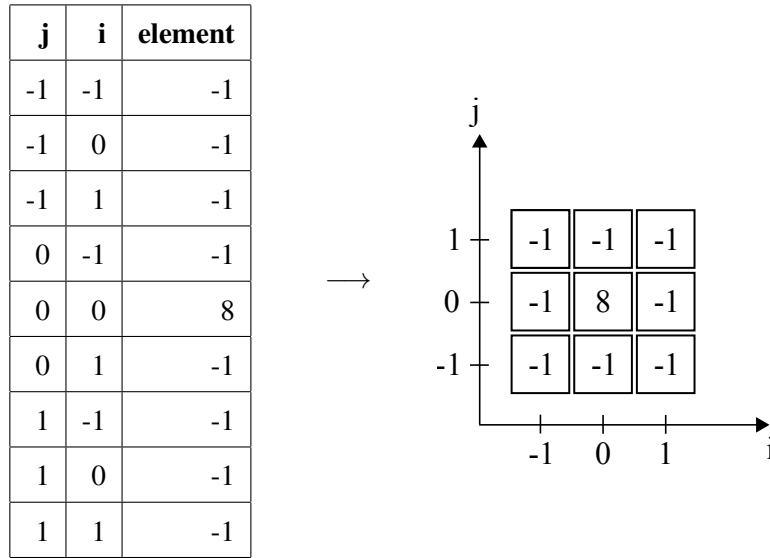 j i element
-1 -1 -1
-1 0 -1
-1 1 -1
0 -1 -1
0 0 8
0 1 -1
1 -1 -1
1 0 -1
1 1 -1
→
j
1 -1 -1 -1
0 -1 8 -1
-1 -1 -1 -1
-1 0 1
i